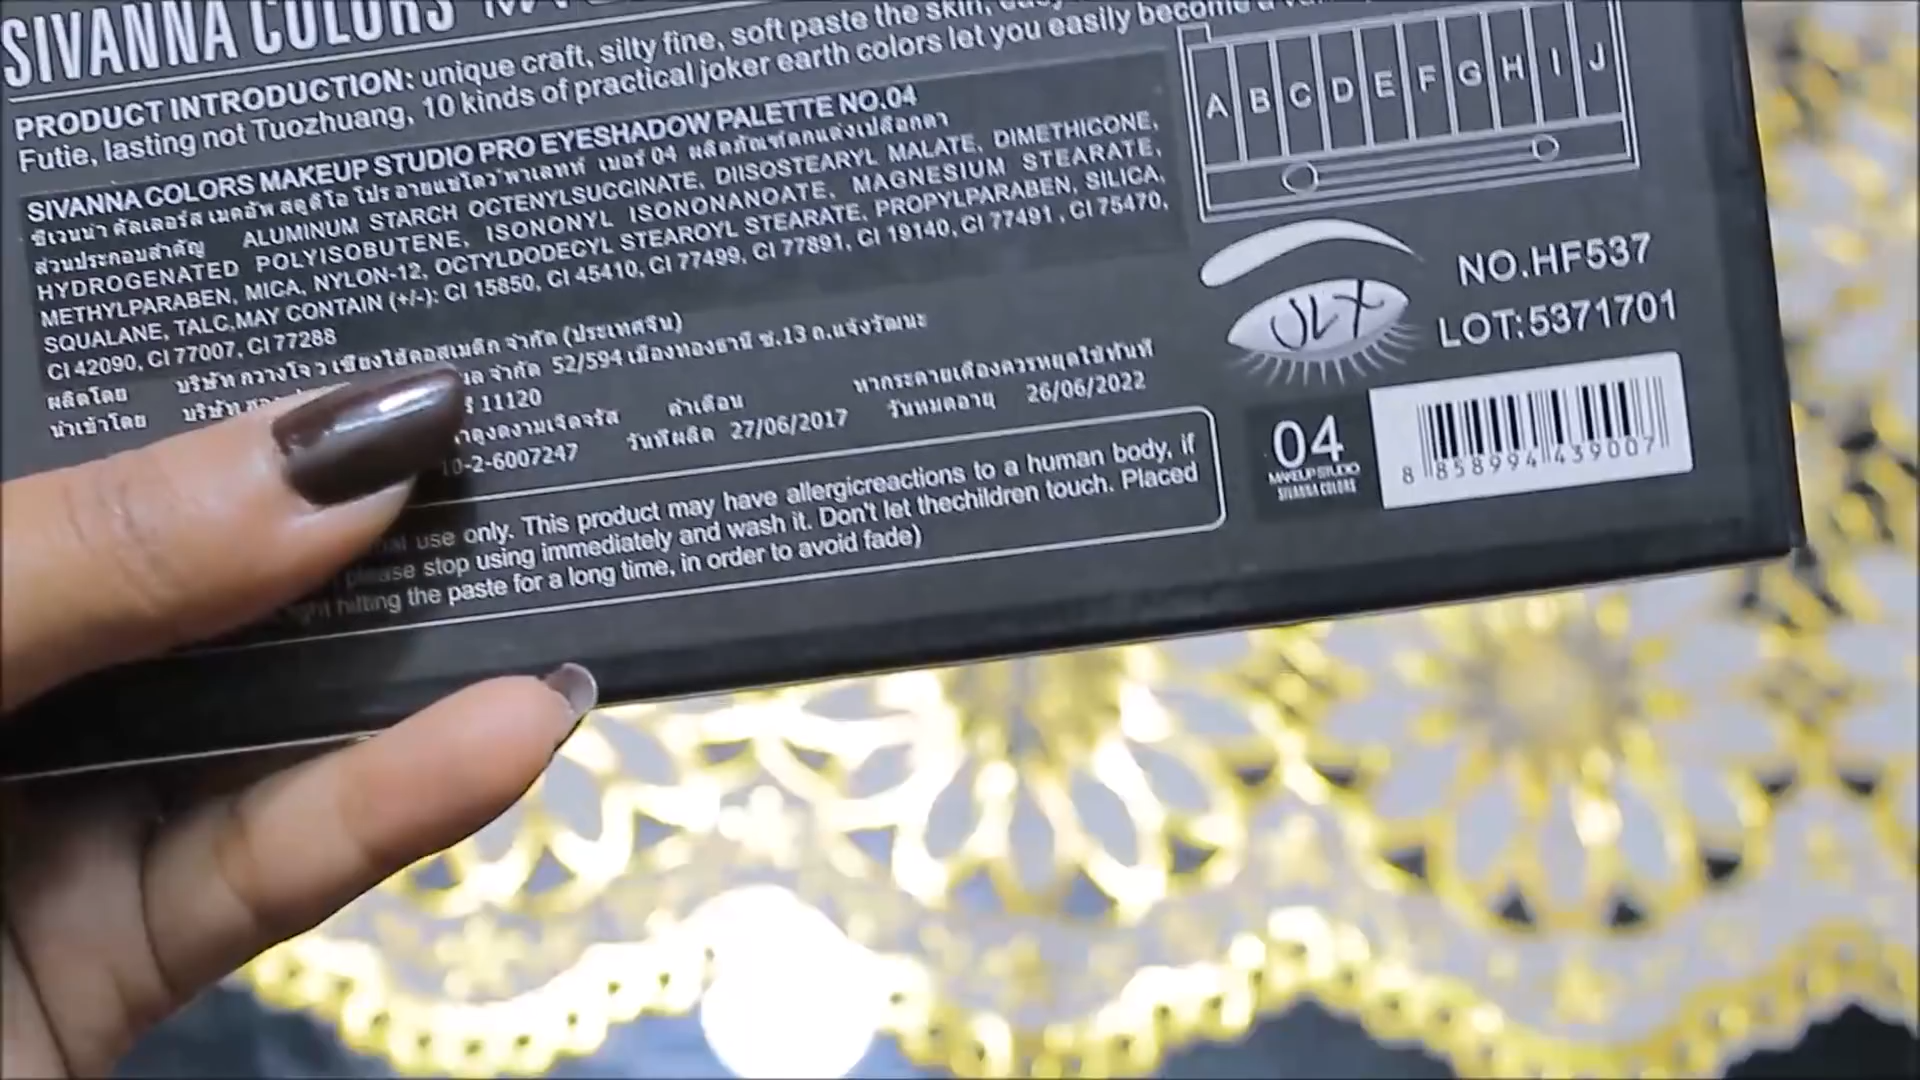 SIVANNA COLORS
PRODUCT INTRODUCTION: unique craft, silty fine, soft paste the skin,
Futie, lasting not Tuozhuang, 10 kinds of practical joker earth colors let you easily become a
SIVANNA COLORS MAKEUP STUDIO PRO EYESHADOW PALETTE NO.04
ซีเวนน่า คัลเลอร์ส เมคอัพ สตูดิโอ โปร อายแชโดว์ พาเลทท์ เบอร์ 04 ผลิตภัณฑ์ตกแต่งเปลือกตา
ส่วนประกอบสำคัญ ALUMINUM STARCH OCTENYLSUCCINATE, DIISOSTEARYL MALATE, DIMETHICONE,
HYDROGENATED POLYISOBUTENE, ISONONYL ISONONANOATE, MAGNESIUM STEARATE,
METHYLPARABEN, MICA, NYLON-12, OCTYLDODECYL STEAROYL STEARATE, PROPYLPARABEN, SILICA,
SQUALANE, TALC,MAY CONTAIN (+/-): CI 15850, CI 45410, CI 77499, CI 77891, CI 19140, CI 77491 , CI 75470,
CI 42090, CI 77007, CI 77288
ผลิตโดย บริษัท กวางโจว เซียงไฮ้คอสเมติก จำกัด (ประเทศจีน)
นำเข้าโดย บริษัท จำกัด 52/594 เมืองทองธานี ซ.13 ถ.แจ้งวัฒนะ
11120
ดูงดงามเจิดจรัส คำเตือน หากระคายเคืองควรหยุดใช้ทันที
10-2-6007247 วันที่ผลิต 27/06/2017 วันหมดอายุ 26/06/2022
use only. This product may have allergicreactions to a human body, if
please stop using immediately and wash it. Don't let thechildren touch. Placed
hitting the paste for a long time, in order to avoid fade)
A B C D E F G H I J
NO.HF537
LOT:5371701
04
MAKEUP STUDIO
SIVANNA COLORS
8 858994 439007